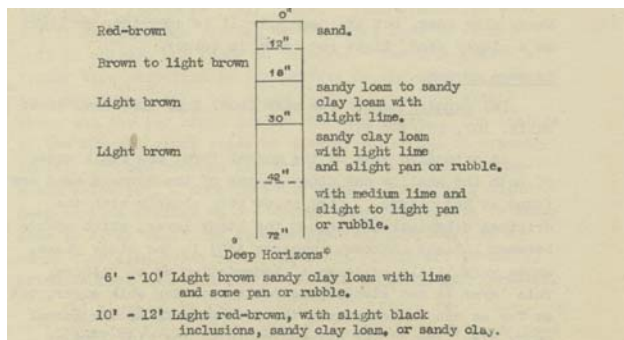 0"
Red-brown sand.
12"
Brown to light brown
18"
sandy loam to sandy
Light brown clay loam with
slight lime.
30"
sandy clay loam
Light brown with light lime
and slight pan or rubble.
42"
with medium lime and
slight to light pan
or rubble.
72"
Deep Horizons
6' - 10' Light brown sandy clay loam with lime
and some pan or rubble.
10' - 12' Light red-brown, with slight black
inclusions, sandy clay loam, or sandy clay.